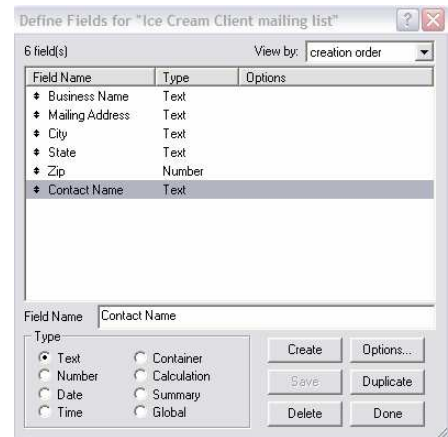 Define Fields for "Ice Cream Client mailing list"
6 field(s) View by: creation order
Field Name Type Options
Business Name Text
Mailing Address Text
City Text
State Text
Zip Number
Contact Name Text
Field Name Contact Name
Type
Text Container
Number Calculation
Date Summary
Time Global
Create Options...
Save Duplicate
Delete Done